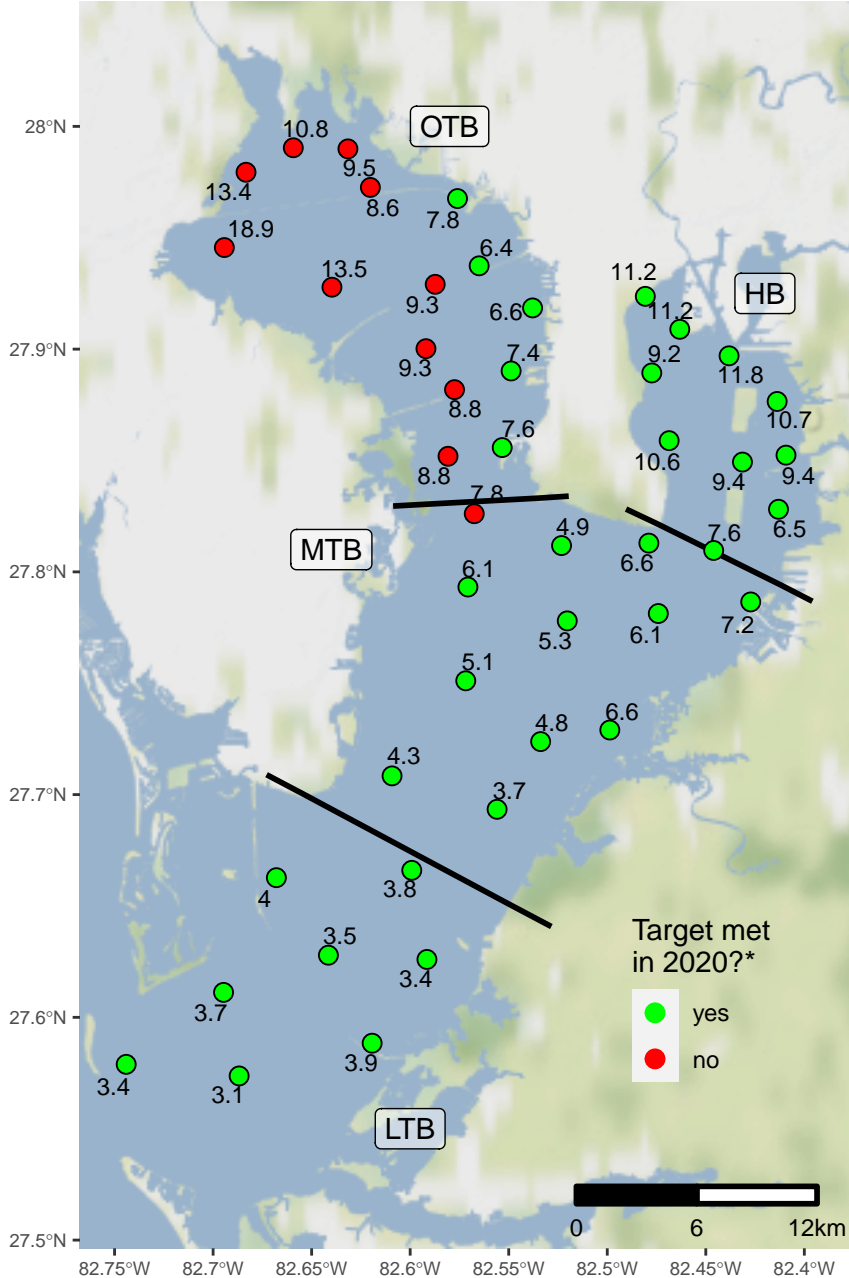 28°N
27.9°N
27.8°N
27.7°N
27.6°N
27.5°N
82.75°W
82.7°W
82.65°W
82.6°W
82.55°W
82.5°W
82.45°W
82.4°W
OTB
10.8
9.5
13.4
8.6
7.8
18.9
6.4
13.5
9.3
6.6
9.3
7.4
8.8
7.6
8.8
7.8
HB
11.2
11.2
9.2
11.8
10.7
10.6
9.4
9.4
6.5
7.6
MTB
4.9
6.6
7.2
6.1
5.3
6.1
5.1
4.8
6.6
4.3
3.7
3.8
4
3.5
3.4
3.7
3.9
3.4
3.1
LTB
Target met
in 2020?*
yes
no
0
6
12km